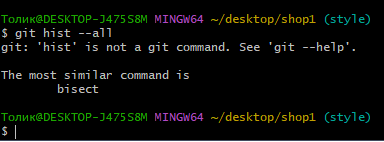 Толик@DESKTOP-J475S8M MINGW64 ~/desktop/shop1 (style)
$ git hist --all
git: 'hist' is not a git command. See 'git --help'.
The most similar command is
bisect
Толик@DESKTOP-J475S8M MINGW64 ~/desktop/shop1 (style)
$